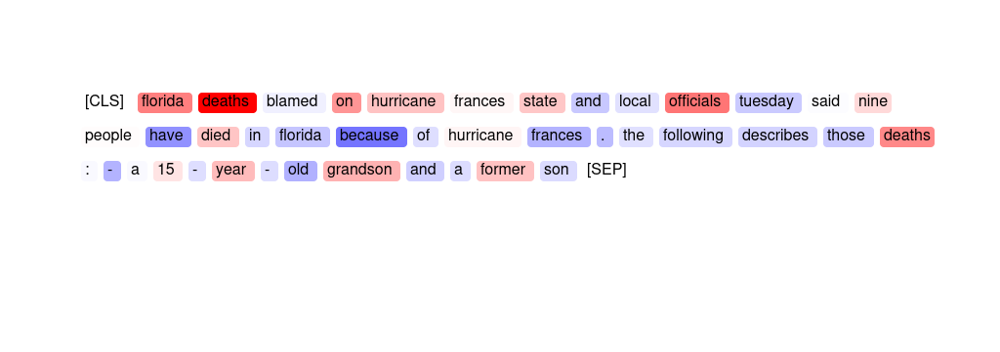 [CLS] florida deaths blamed on hurricane frances state and local officials tuesday said nine
people have died in florida because of hurricane frances . the following describes those deaths
: - a 15 - year - old grandson and a former son [SEP]